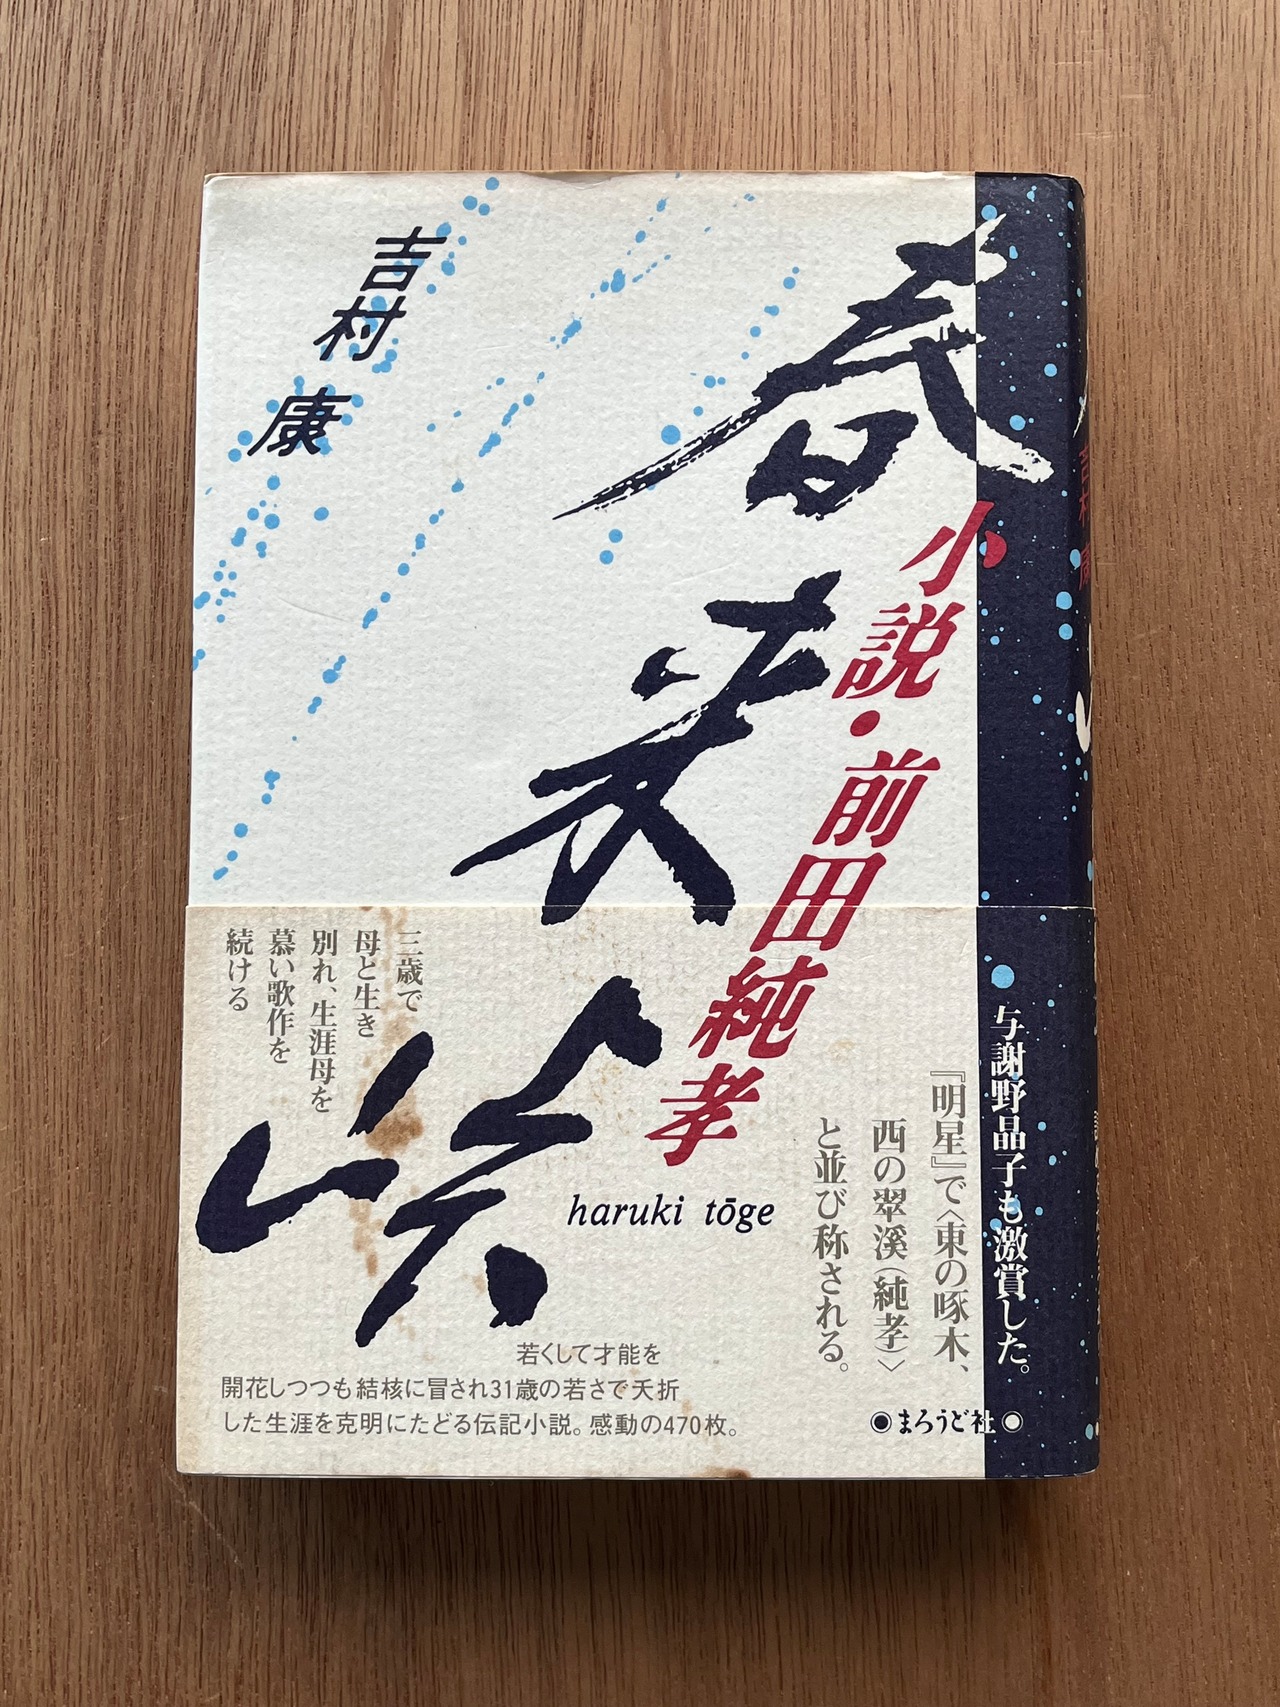 春来峠
小説・前田純孝
吉村 康
haruki tōge
与謝野晶子も激賞した。
『明星』で〈東の啄木、
西の翠溪(純孝)〉
と並び称される。
三歳で
母と生き
別れ、生涯母を
慕い歌作を
続ける
若くして才能を
開花しつつも結核に冒され31歳の若さで夭折
した生涯を克明にたどる伝記小説。感動の470枚。
◉まろうど社◉
吉村 康